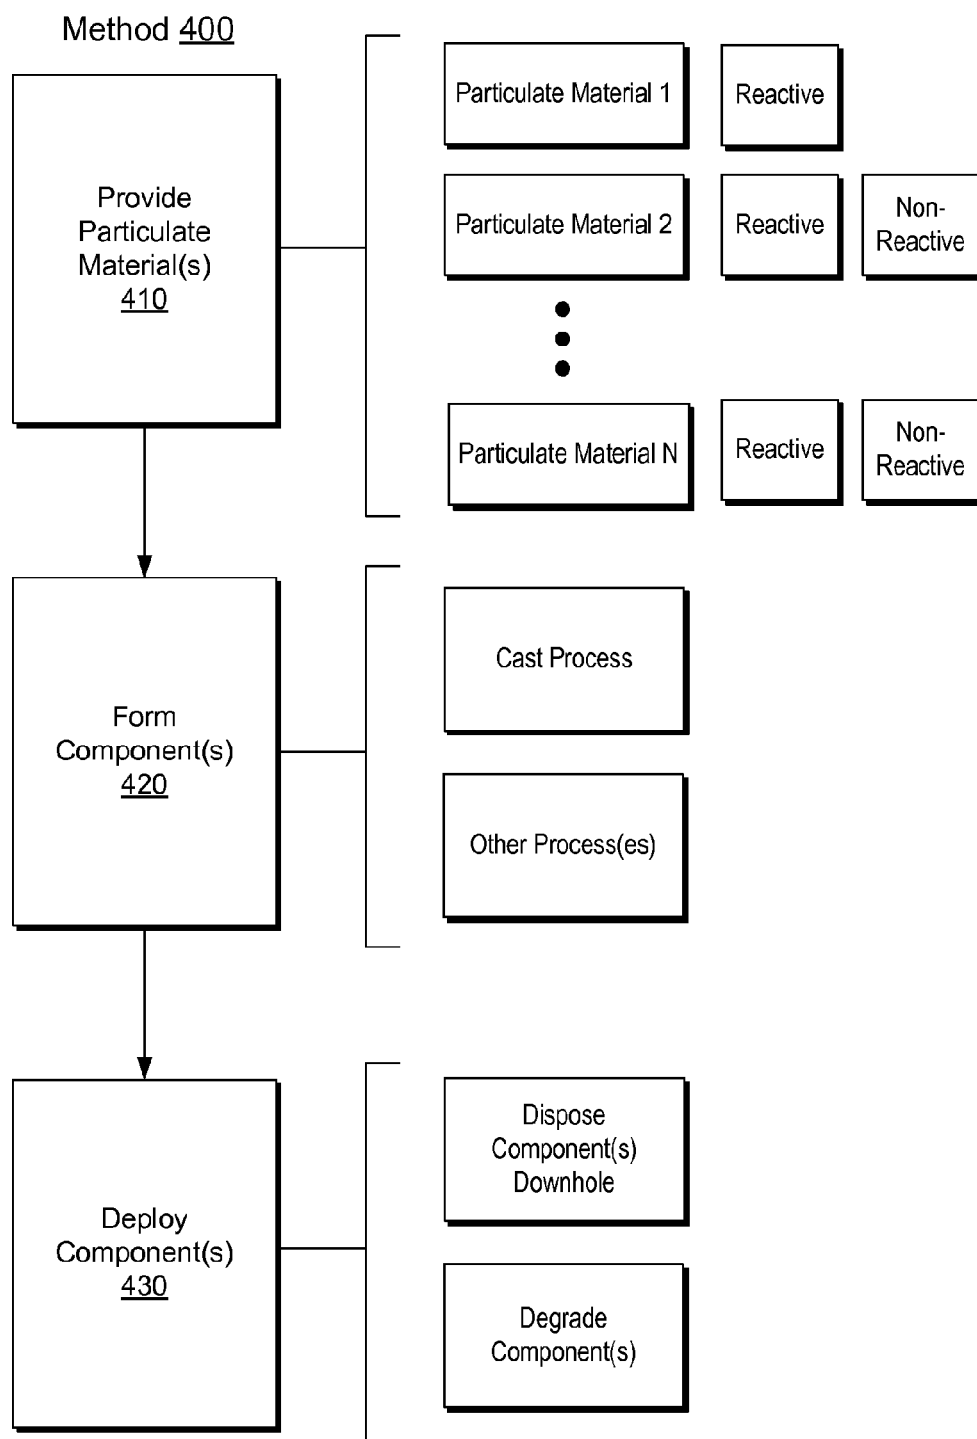 Method 400
Provide
Particulate
Material(s)
410
Particulate Material 1
Reactive
Particulate Material 2
Reactive
Non-
Reactive
Particulate Material N
Reactive
Non-
Reactive
Form
Component(s)
420
Cast Process
Other Process(es)
Deploy
Component(s)
430
Dispose
Component(s)
Downhole
Degrade
Component(s)